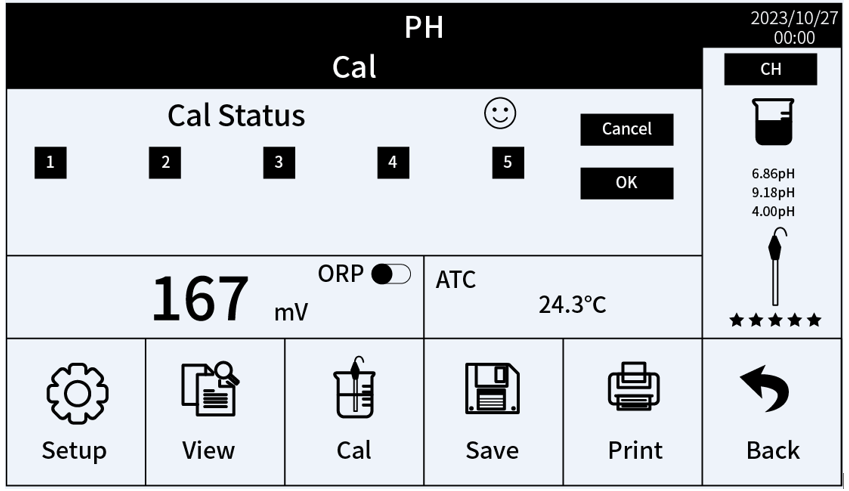 PH
2023/10/27
00:00
Cal
CH
Cal Status
Cancel
1 2 3 4 5
OK
6.86pH
9.18pH
4.00pH
167 mV
ORP
ATC
24.3℃
Setup View Cal Save Print Back